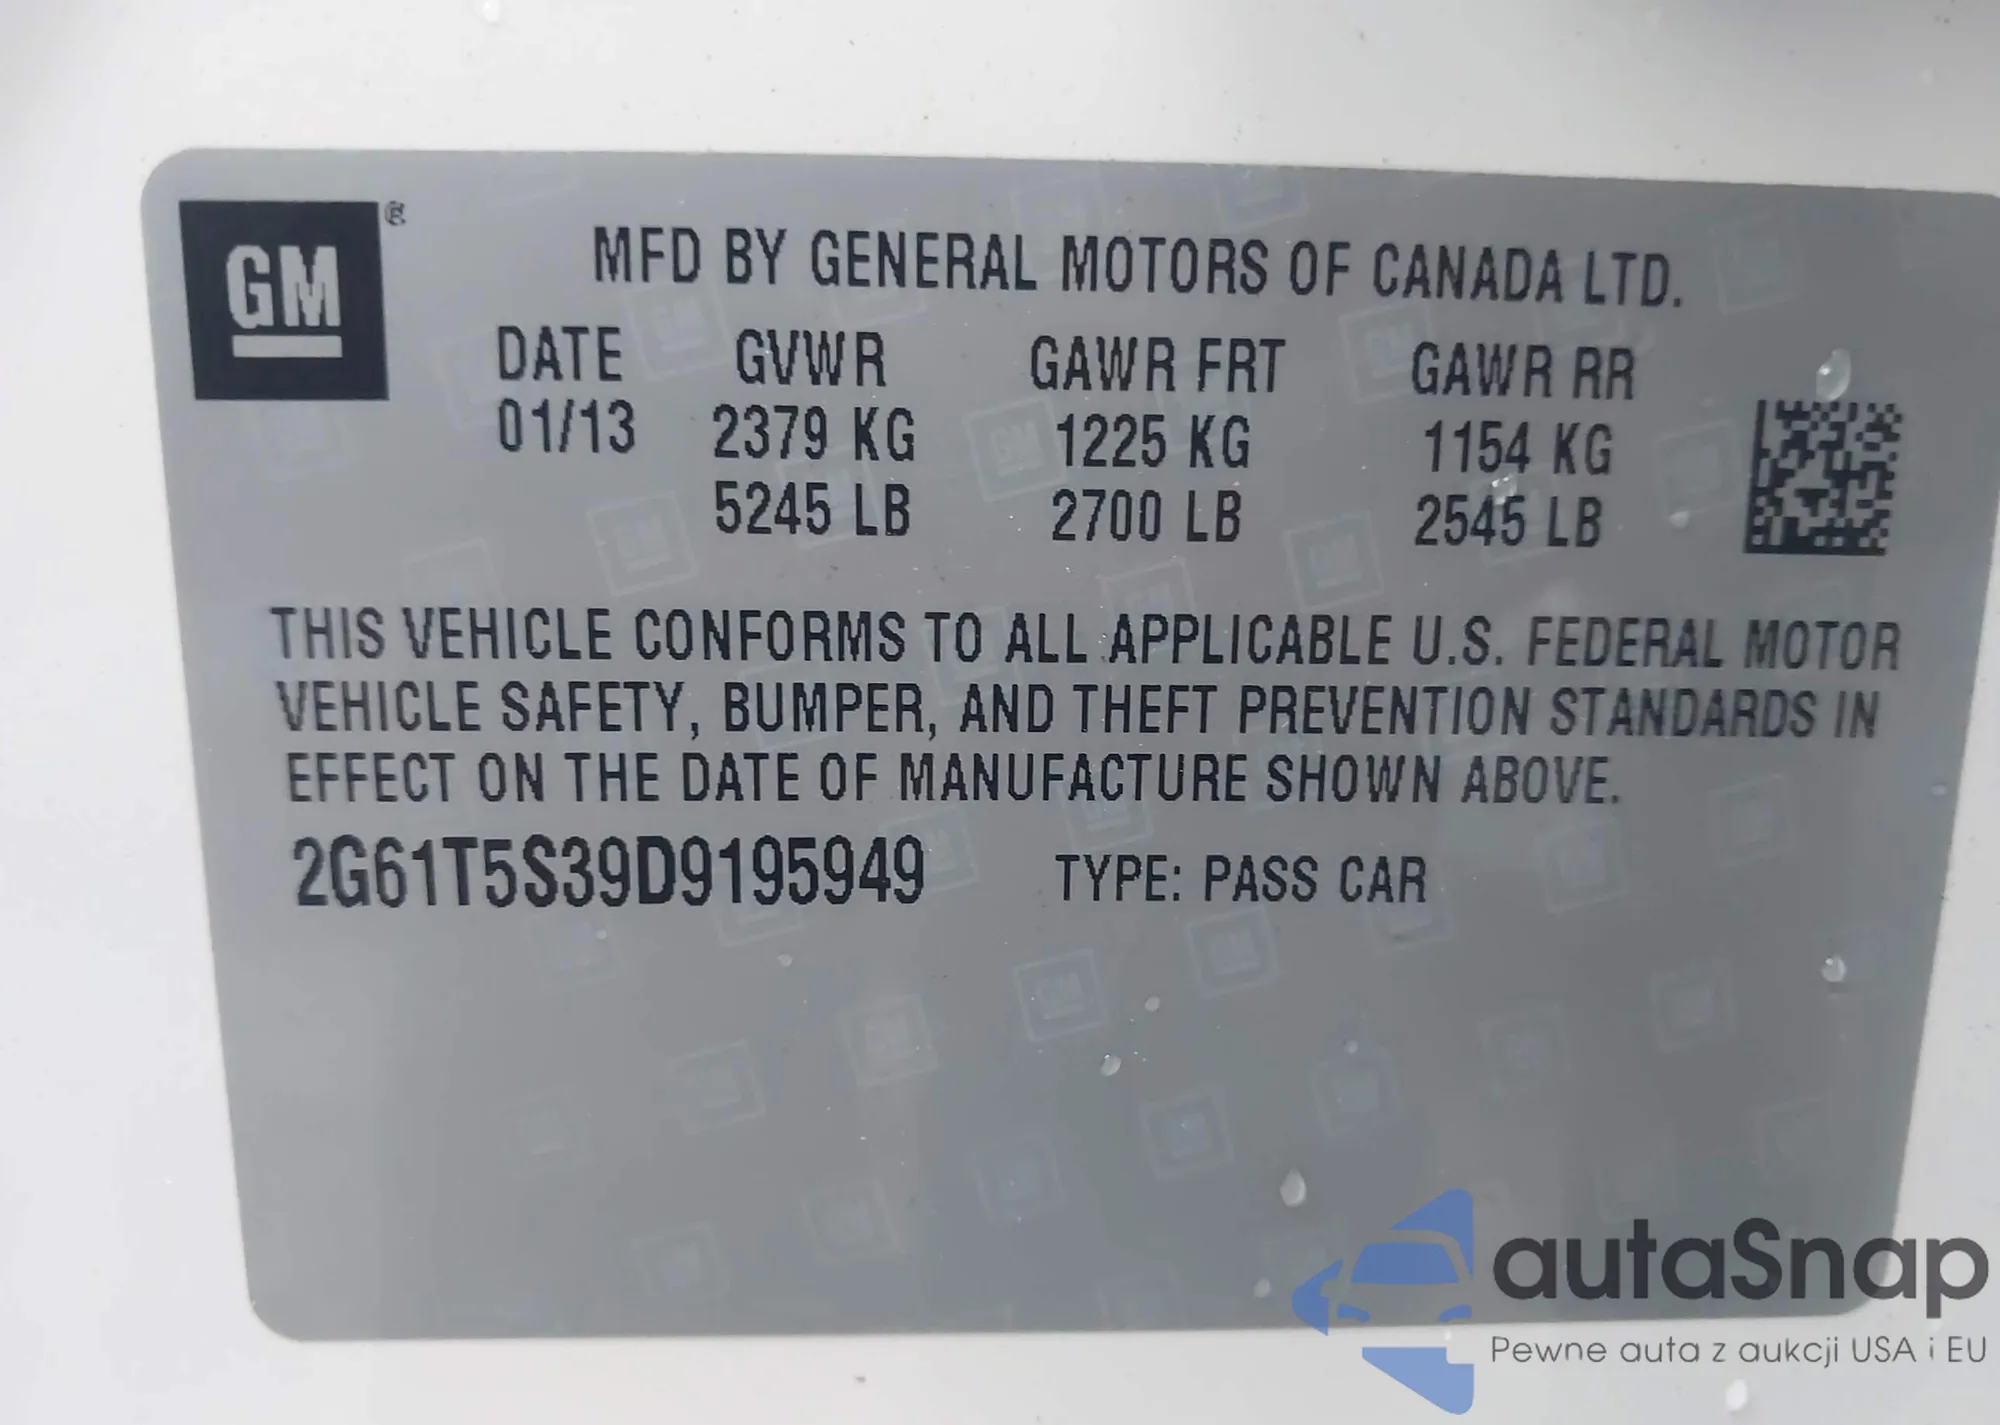 GM ®
MFD BY GENERAL MOTORS OF CANADA LTD.
DATE GVWR GAWR FRT GAWR RR
01/13 2379 KG 1225 KG 1154 KG
5245 LB 2700 LB 2545 LB
THIS VEHICLE CONFORMS TO ALL APPLICABLE U.S. FEDERAL MOTOR
VEHICLE SAFETY, BUMPER, AND THEFT PREVENTION STANDARDS IN
EFFECT ON THE DATE OF MANUFACTURE SHOWN ABOVE.
2G61T5S39D9195949 TYPE: PASS CAR
autaSnap
Pewne auta z aukcji USA i EU